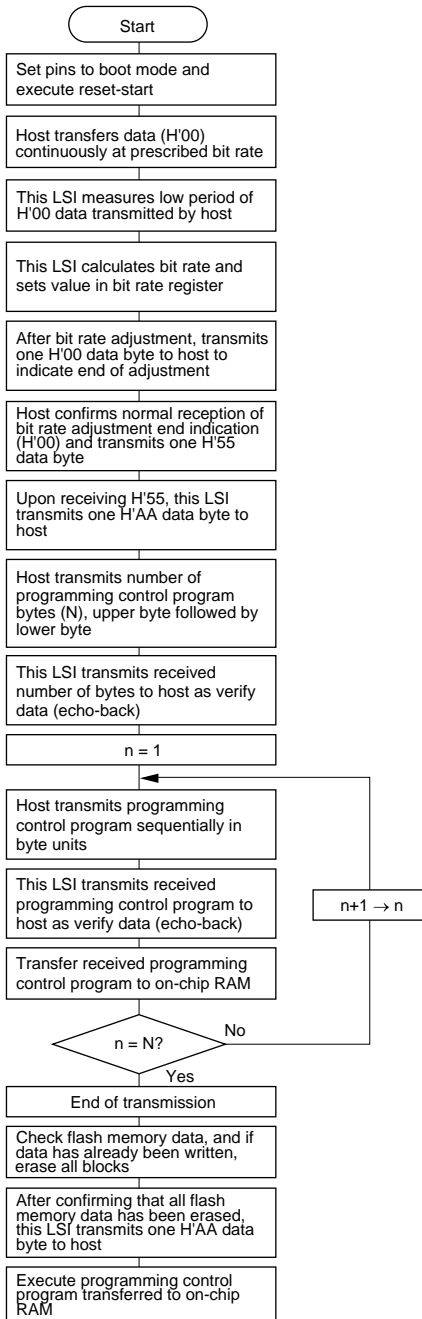 Start
Set pins to boot mode and
execute reset-start
Host transfers data (H'00)
continuously at prescribed bit rate
This LSI measures low period of
H'00 data transmitted by host
This LSI calculates bit rate and
sets value in bit rate register
After bit rate adjustment, transmits
one H'00 data byte to host to
indicate end of adjustment
Host confirms normal reception of
bit rate adjustment end indication
(H'00) and transmits one H'55
data byte
Upon receiving H'55, this LSI
transmits one H'AA data byte to
host
Host transmits number of
programming control program
bytes (N), upper byte followed by
lower byte
This LSI transmits received
number of bytes to host as verify
data (echo-back)
n = 1
Host transmits programming
control program sequentially in
byte units
This LSI transmits received
programming control program to
host as verify data (echo-back)
n+1 → n
Transfer received programming
control program to on-chip RAM
n = N?
No
Yes
End of transmission
Check flash memory data, and if
data has already been written,
erase all blocks
After confirming that all flash
memory data has been erased,
this LSI transmits one H'AA data
byte to host
Execute programming control
program transferred to on-chip
RAM